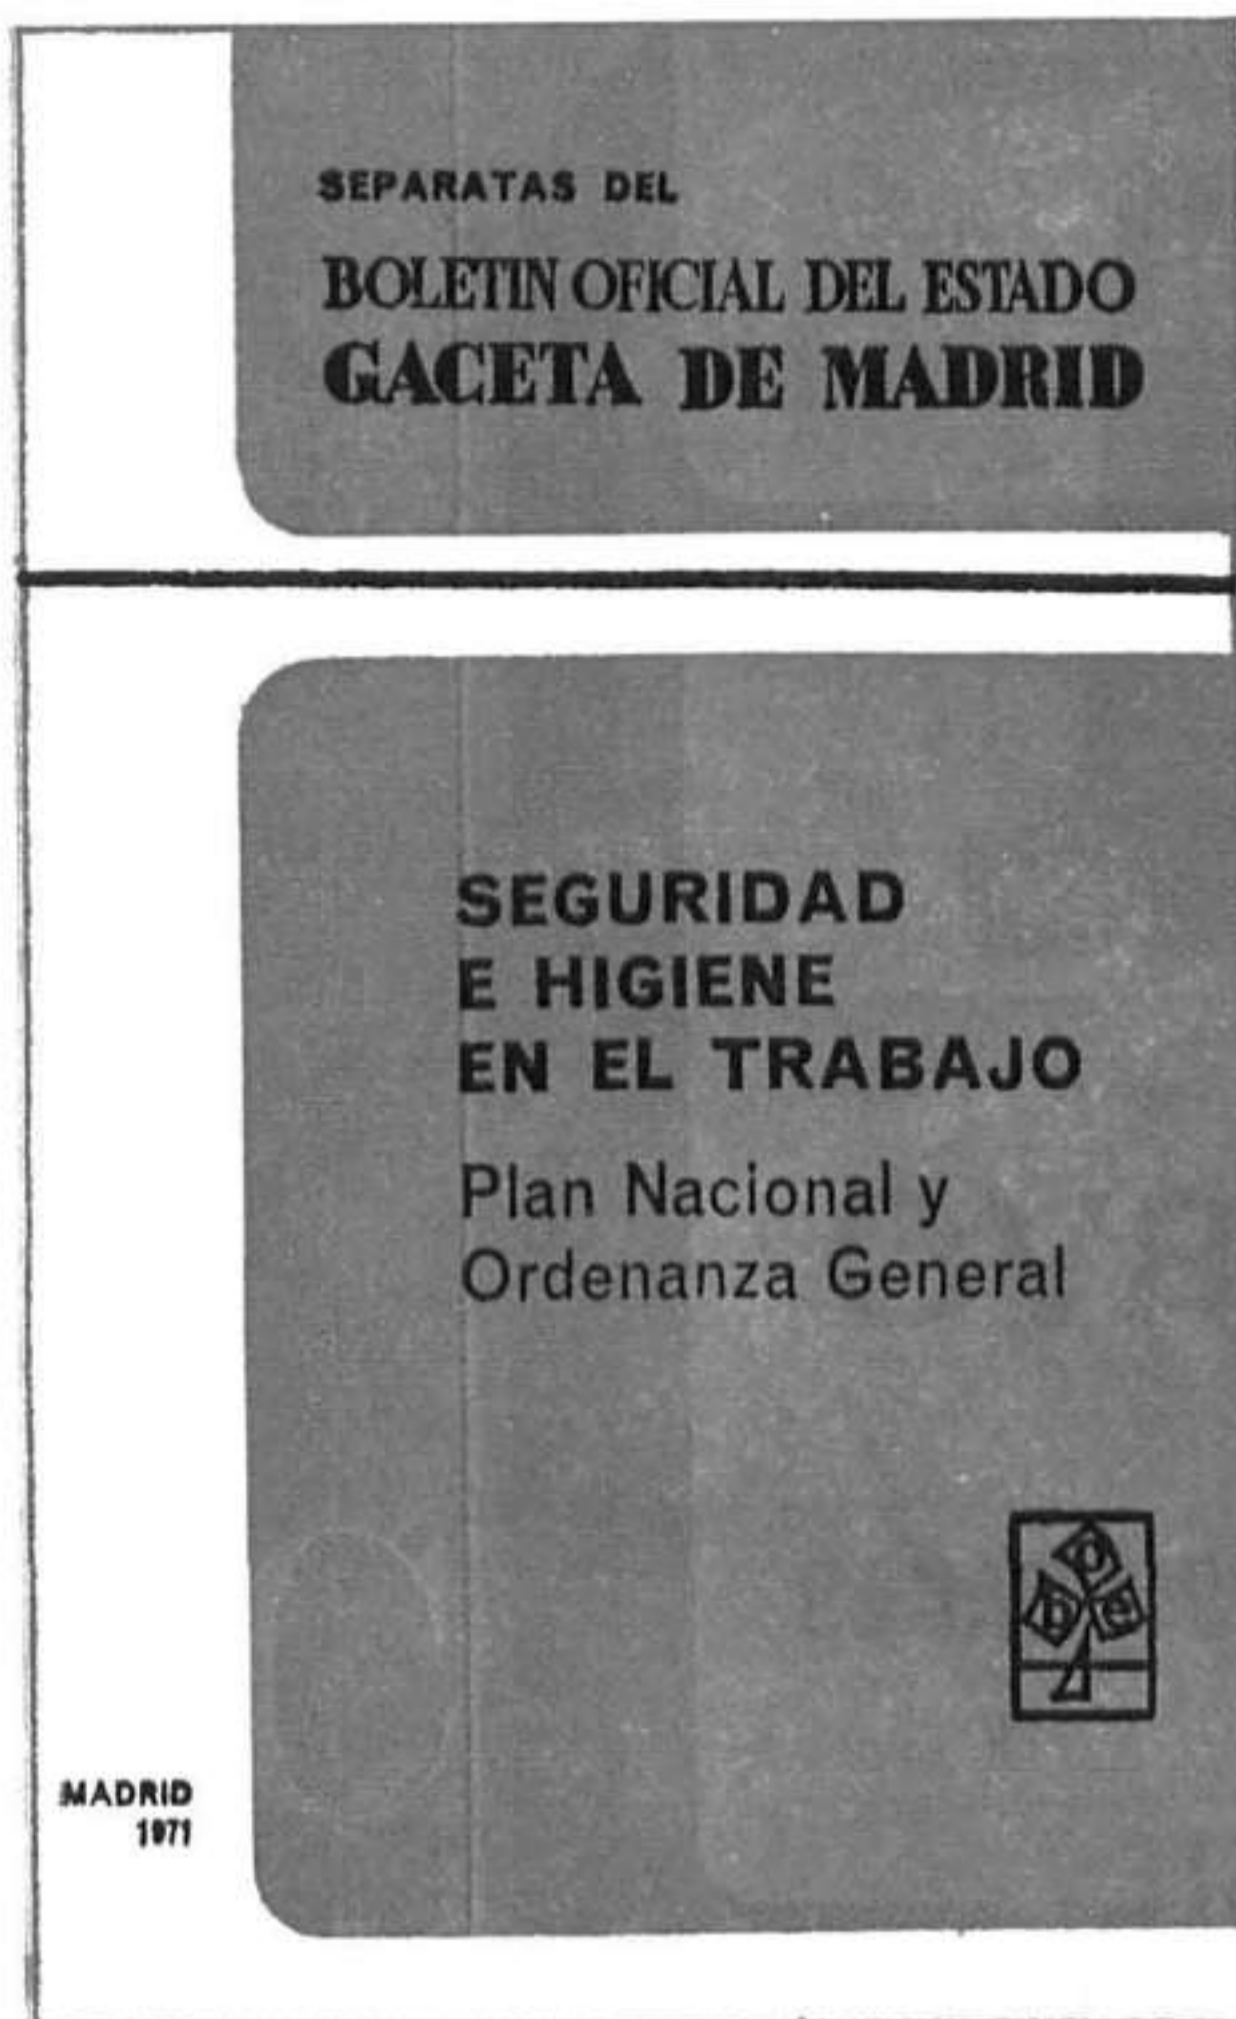 SEPARATAS DEL
BOLETIN OFICIAL DEL ESTADO
GACETA DE MADRID
SEGURIDAD
E HIGIENE
EN EL TRABAJO
Plan Nacional y
Ordenanza General
b o e
MADRID
1971